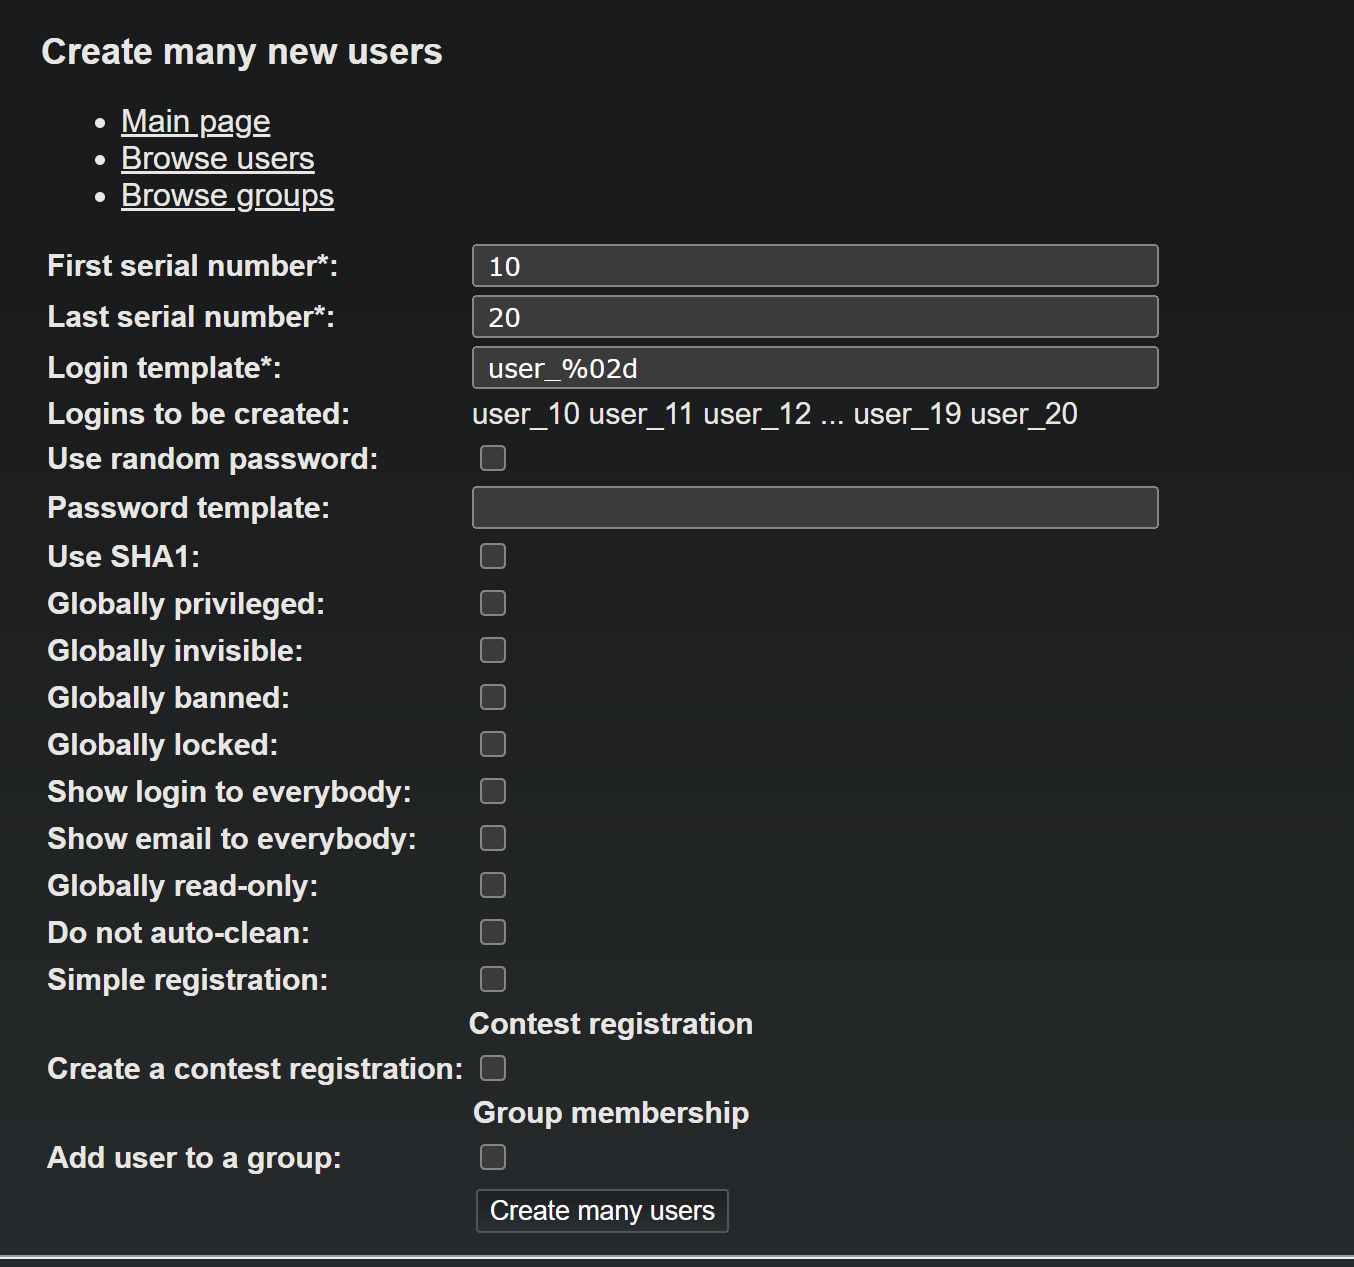 Create many new users
Main page
Browse users
Browse groups
First serial number*: 10
Last serial number*: 20
Login template*: user_%02d
Logins to be created: user_10 user_11 user_12 ... user_19 user_20
Use random password:
Password template:
Use SHA1:
Globally privileged:
Globally invisible:
Globally banned:
Globally locked:
Show login to everybody:
Show email to everybody:
Globally read-only:
Do not auto-clean:
Simple registration:
Contest registration
Create a contest registration:
Group membership
Add user to a group:
Create many users